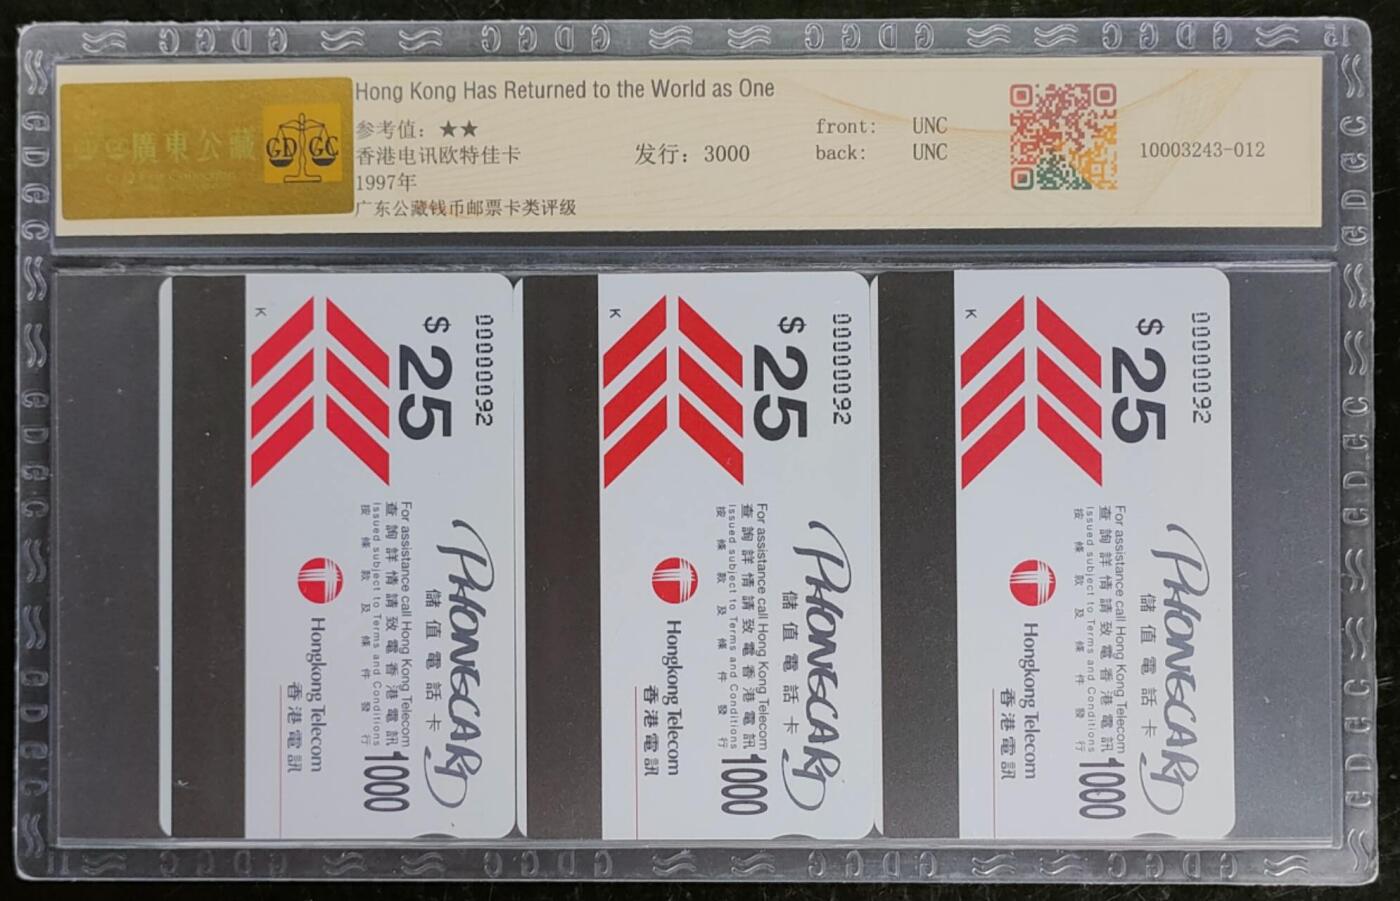 Hong Kong Has Returned to the World as One
参考值：★★
香港电讯欧特佳卡
1997年
广东公藏钱币邮票卡类评级
发行：3000
front: UNC
back: UNC
10003243-012
廣東公藏
GD GC
00000092
$25
K
PHONECARD
儲值電話卡
For assistance call Hong Kong Telecom
查詢詳情請致電香港電訊
Issued subject to Terms and Conditions
按條款及條件發行
1000
Hongkong Telecom
香港電訊
00000092
$25
K
PHONECARD
儲值電話卡
For assistance call Hong Kong Telecom
查詢詳情請致電香港電訊
Issued subject to Terms and Conditions
按條款及條件發行
1000
Hongkong Telecom
香港電訊
00000092
$25
K
PHONECARD
儲值電話卡
For assistance call Hong Kong Telecom
查詢詳情請致電香港電訊
Issued subject to Terms and Conditions
按條款及條件發行
1000
Hongkong Telecom
香港電訊